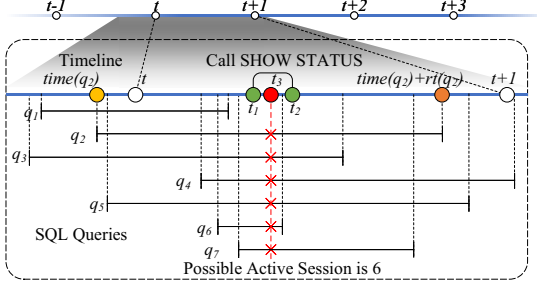 t-1 t t+1 t+2 t+3
Timeline Call SHOW STATUS
time(q2) t t3 time(q2)+rt(q2) t+1
t1 t2
q1
q2
q3
q4
q5
q6
q7
SQL Queries
Possible Active Session is 6